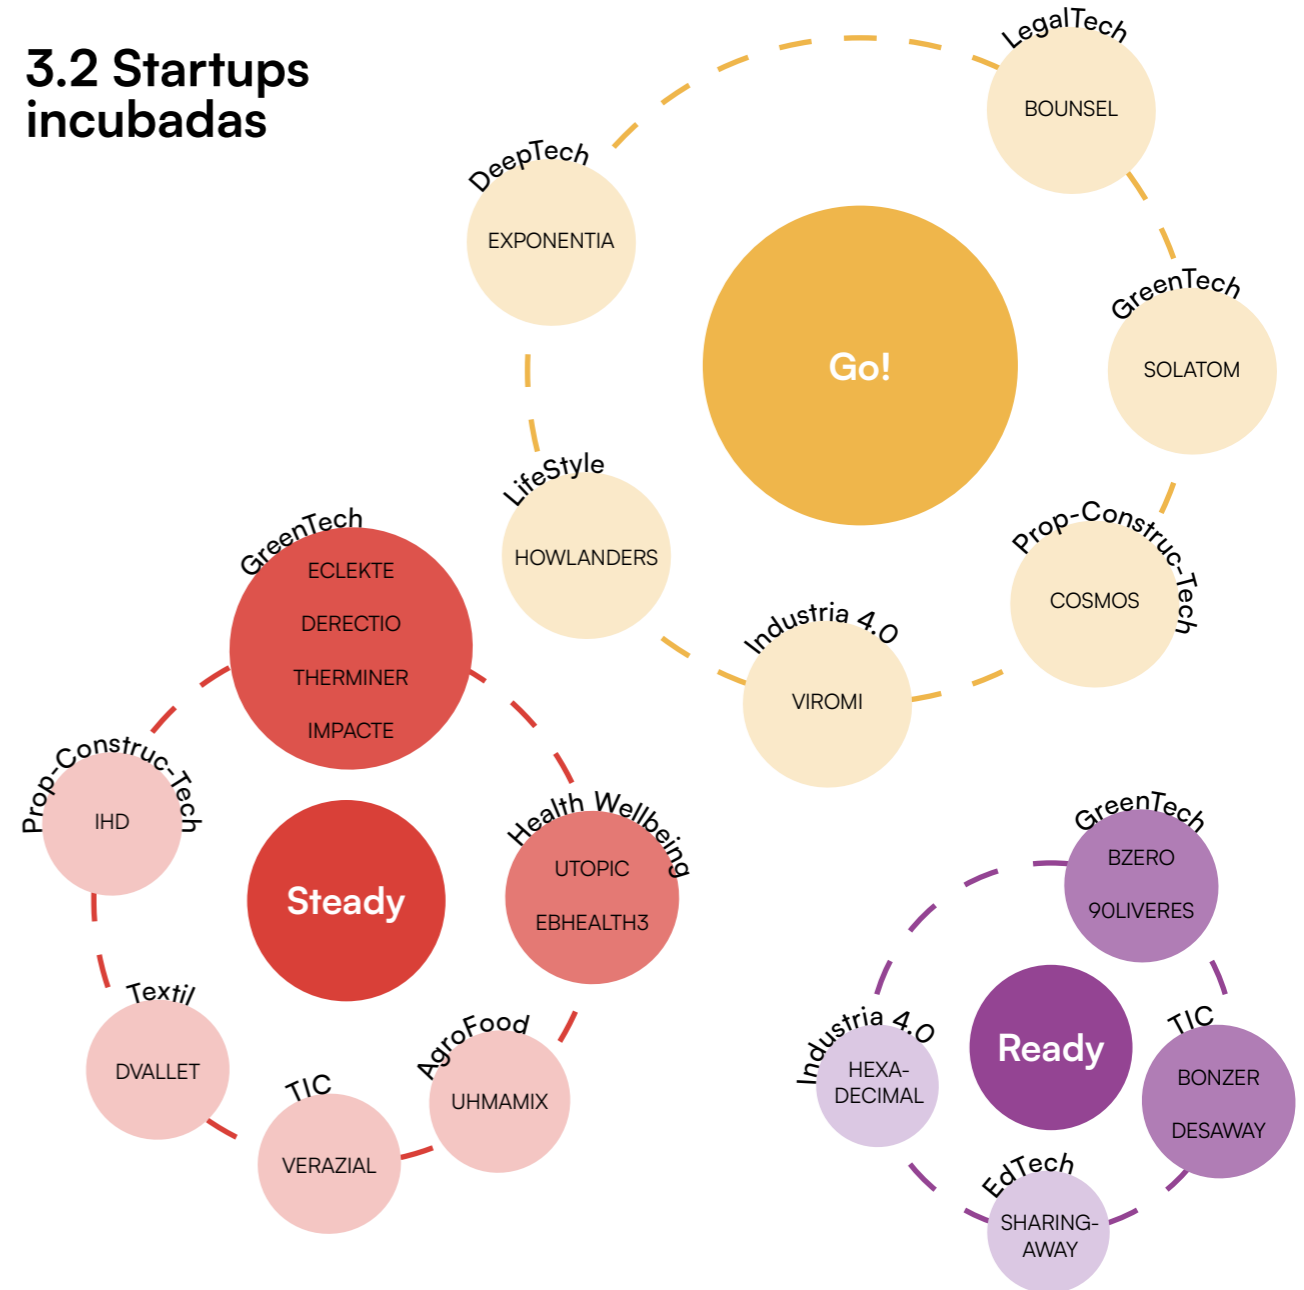 3.2 Startups
incubadas
LegalTech
BOUNSEL
DeepTech
EXPONENTIA
GreenTech
SOLATOM
Go!
LifeStyle
HOWLANDERS
Prop-Construc-Tech
COSMOS
Industria 4.0
VIROMI
GreenTech
ECLEKTE
DERECTIO
THERMINER
IMPACTE
Prop-Construc-Tech
IHD
Steady
Health Wellbeing
UTOPIC
EBHEALTH3
Textil
DVALLET
TIC
VERAZIAL
AgroFood
UHMAMIX
GreenTech
BZERO
90LIVERES
Ready
Industria 4.0
HEXA-
DECIMAL
TIC
BONZER
DESAWAY
EdTech
SHARING-
AWAY